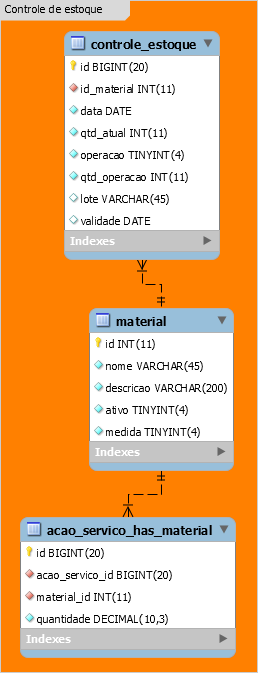 Controle de estoque
controle_estoque
id BIGINT(20)
id_material INT(11)
data DATE
qtd_atual INT(11)
operacao TINYINT(4)
qtd_operacao INT(11)
lote VARCHAR(45)
validade DATE
Indexes
material
id INT(11)
nome VARCHAR(45)
descricao VARCHAR(200)
ativo TINYINT(4)
medida TINYINT(4)
Indexes
acao_servico_has_material
id BIGINT(20)
acao_servico_id BIGINT(20)
material_id INT(11)
quantidade DECIMAL(10,3)
Indexes